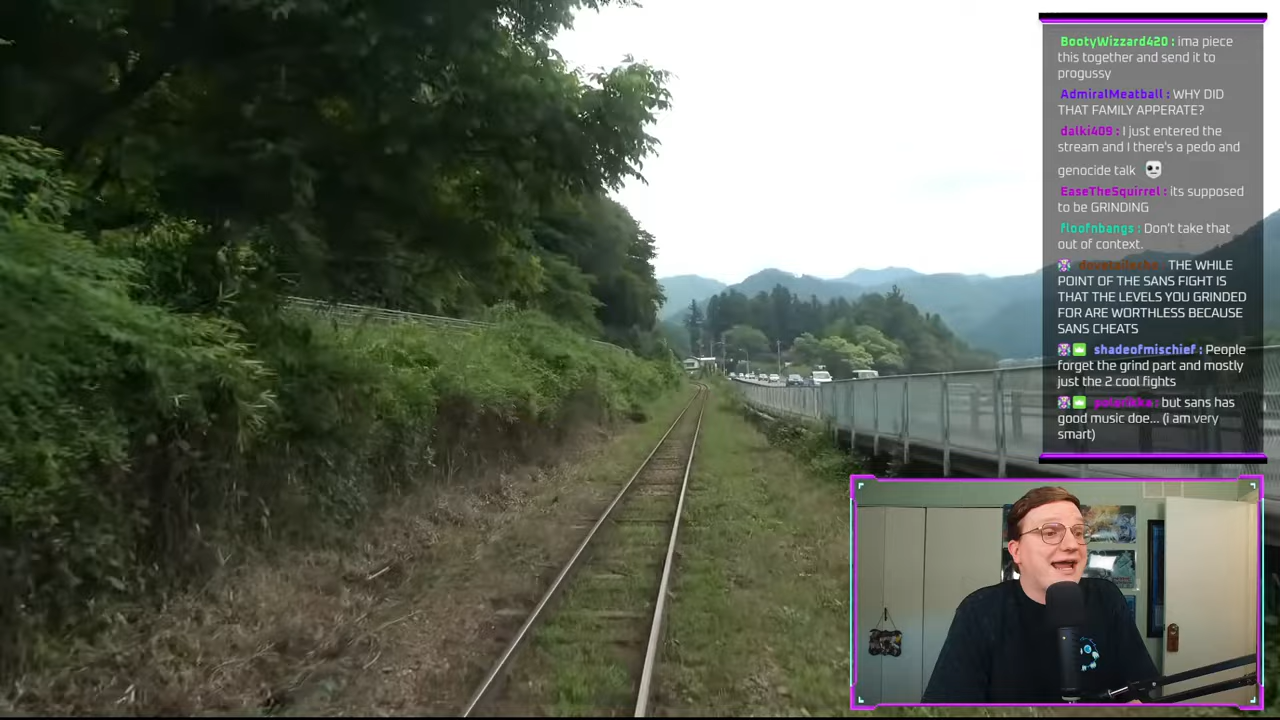 BootyWizzard420 : ima piece
this together and send it to
progussy
AdmiralMeatball : WHY DID
THAT FAMILY APPERATE?
dalki409 : I just entered the
stream and I there's a pedo and
genocide talk
EaseTheSquirrel : its supposed
to be GRINDING
floofnbangs : Don't take that
out of context.
THE WHILE
POINT OF THE SANS FIGHT IS
THAT THE LEVELS YOU GRINDED
FOR ARE WORTHLESS BECAUSE
SANS CHEATS
shadeofmischief : People
forget the grind part and mostly
just the 2 cool fights
but sans has
good music doe... (i am very
smart)